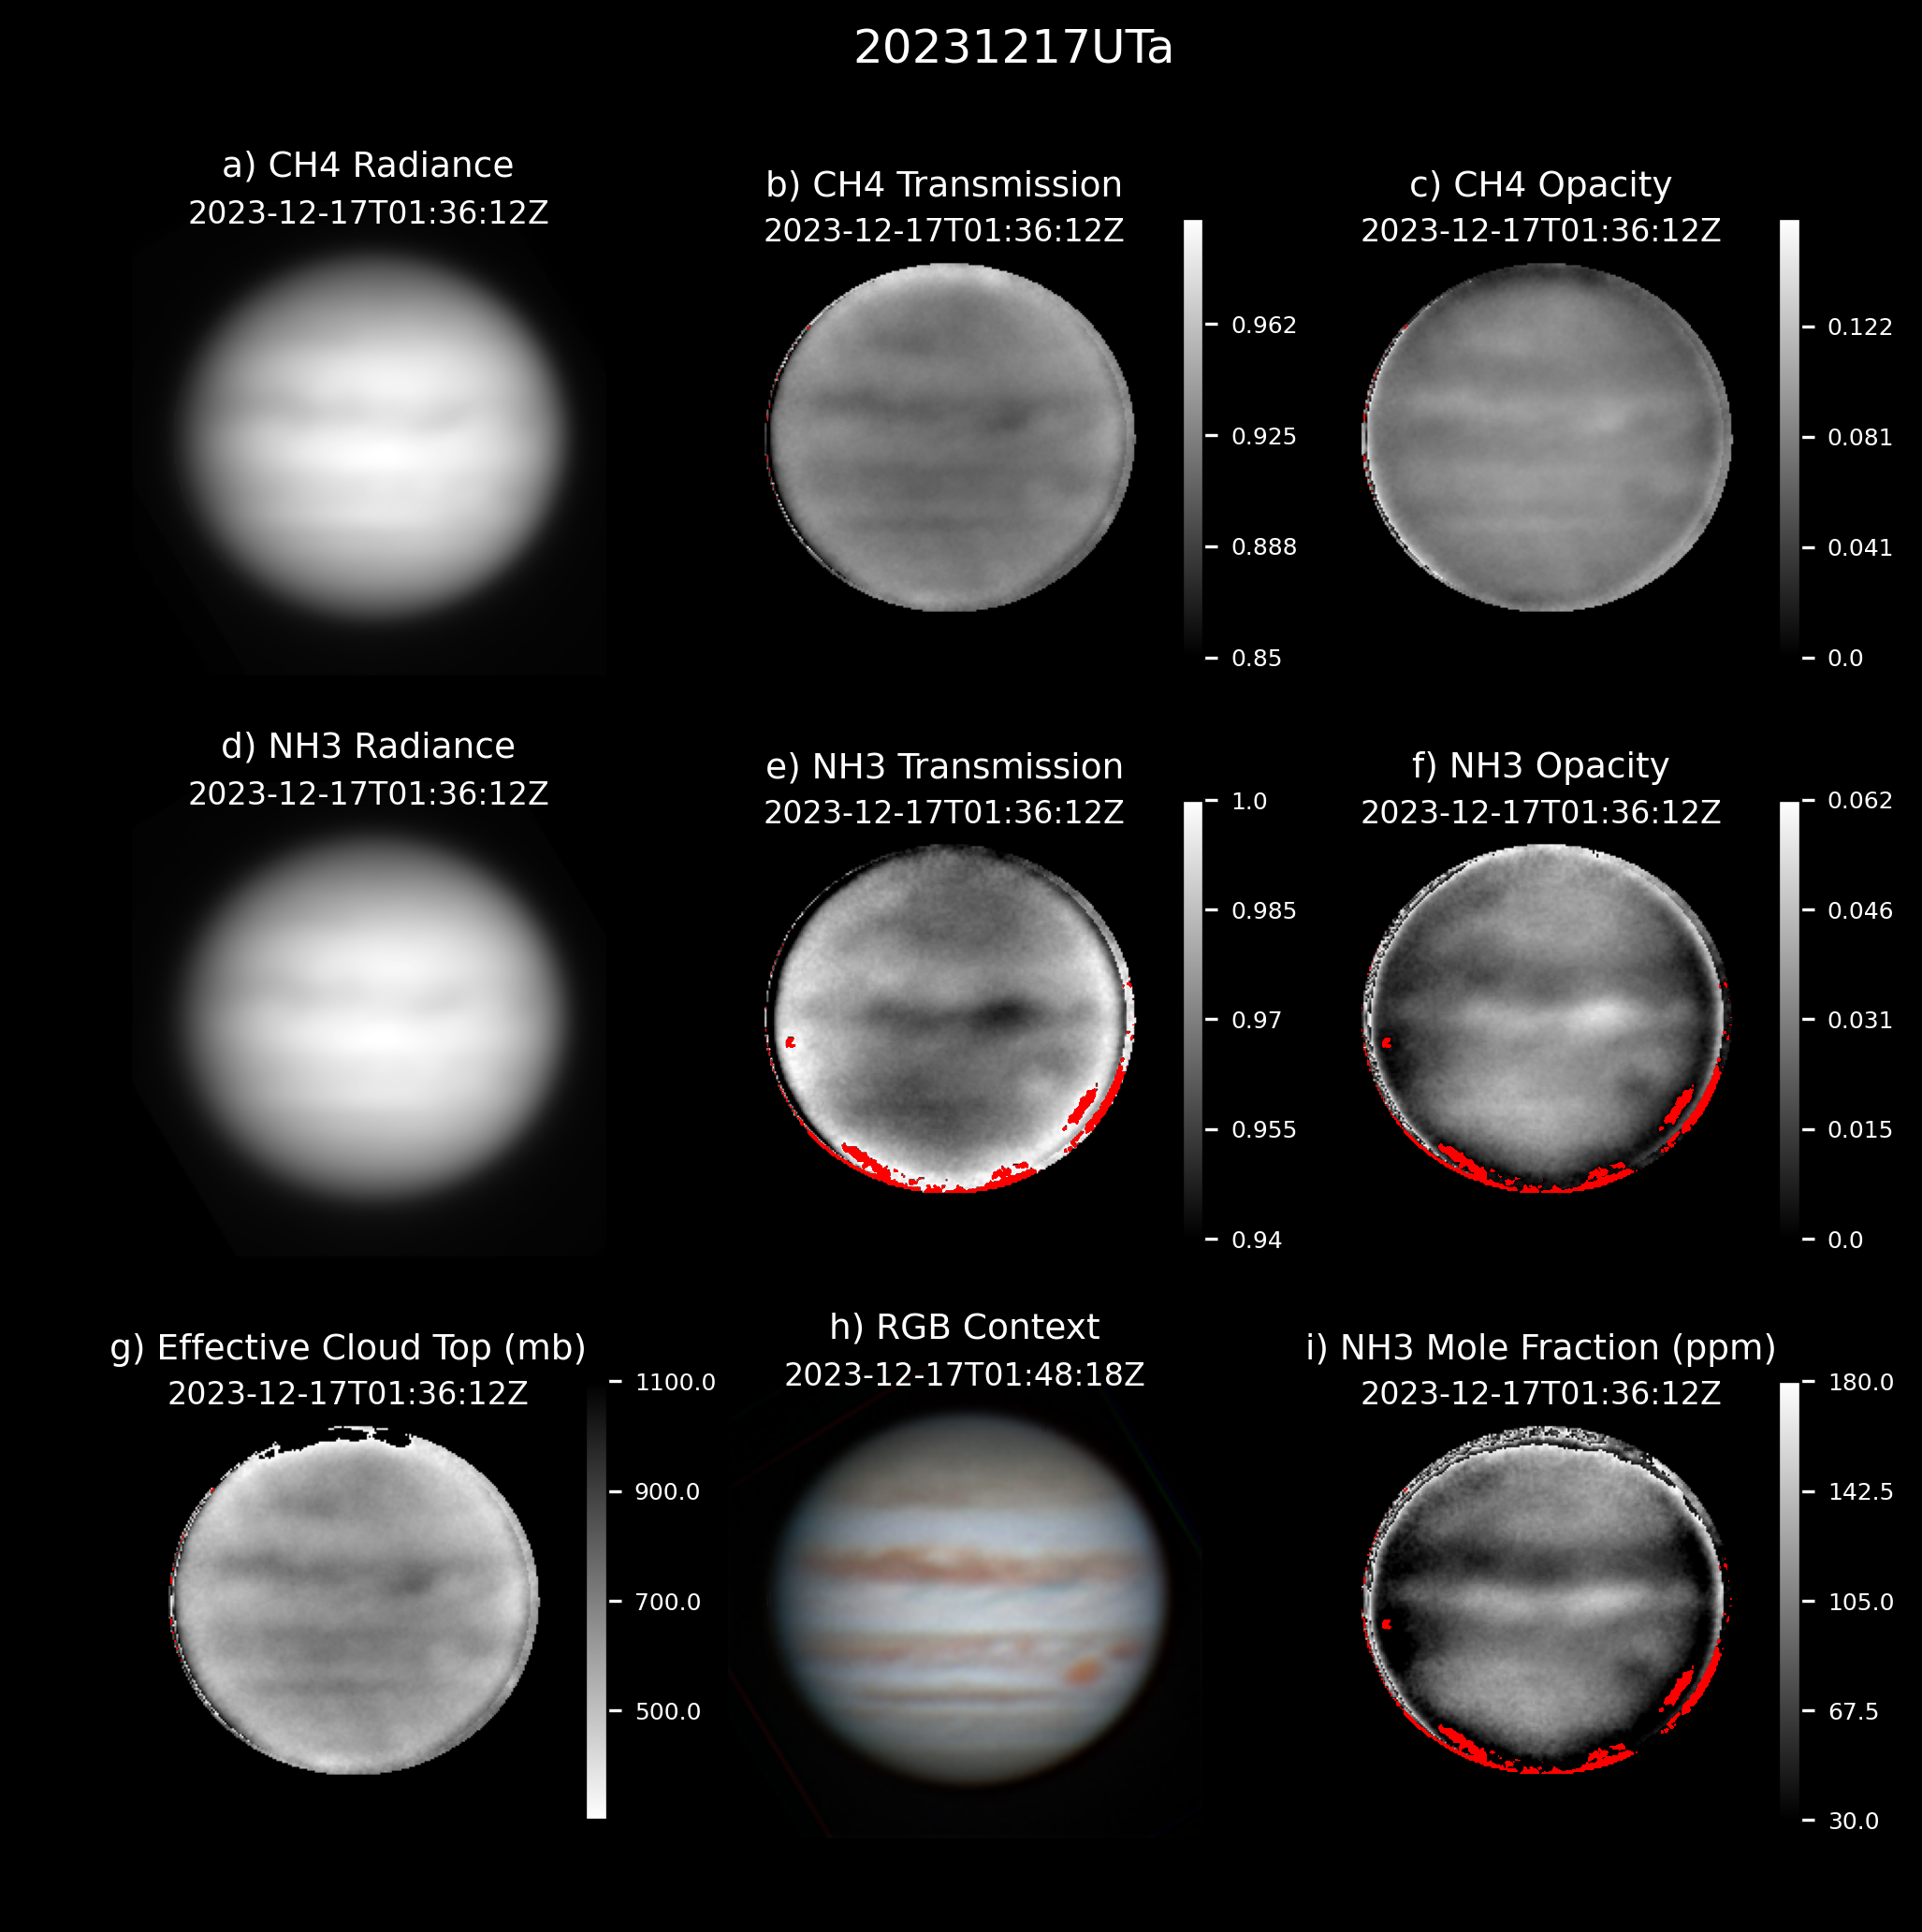 20231217UTa
a) CH4 Radiance
2023-12-17T01:36:12Z
b) CH4 Transmission
2023-12-17T01:36:12Z
0.962
0.925
0.888
0.85
c) CH4 Opacity
2023-12-17T01:36:12Z
0.122
0.081
0.041
0.0
d) NH3 Radiance
2023-12-17T01:36:12Z
e) NH3 Transmission
2023-12-17T01:36:12Z
1.0
0.985
0.97
0.955
0.94
f) NH3 Opacity
2023-12-17T01:36:12Z
0.062
0.046
0.031
0.015
0.0
g) Effective Cloud Top (mb)
2023-12-17T01:36:12Z
1100.0
900.0
700.0
500.0
h) RGB Context
2023-12-17T01:48:18Z
i) NH3 Mole Fraction (ppm)
2023-12-17T01:36:12Z
180.0
142.5
105.0
67.5
30.0